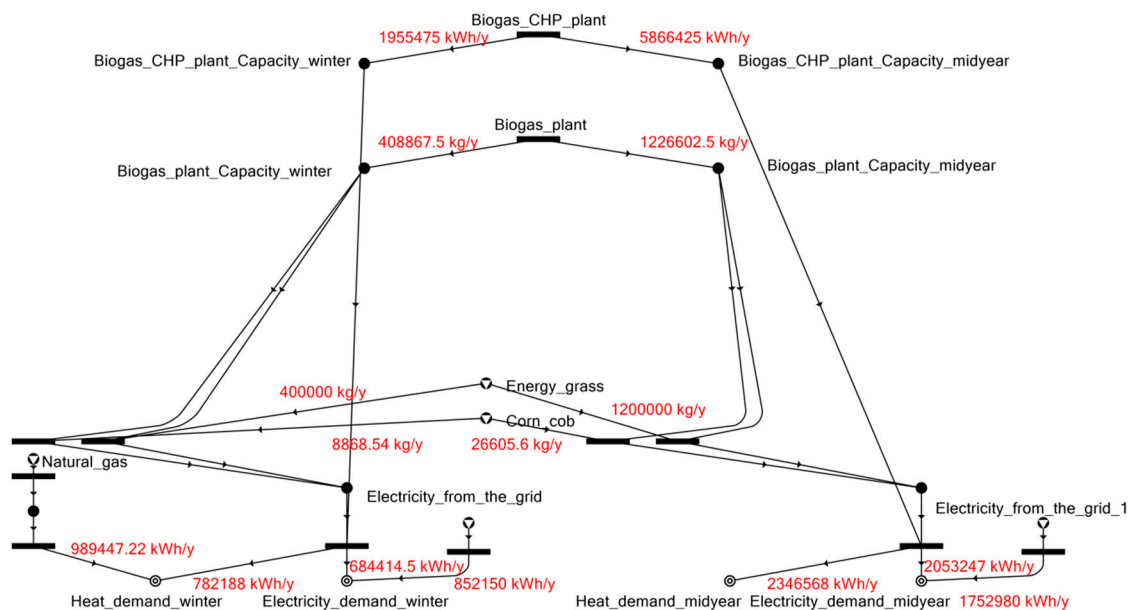 Biogas_CHP_plant
1955475 kWh/y
5866425 kWh/y
Biogas_CHP_plant_Capacity_winter
Biogas_CHP_plant_Capacity_midyear
Biogas_plant
408867.5 kg/y
1226602.5 kg/y
Biogas_plant_Capacity_winter
Biogas_plant_Capacity_midyear
Energy_grass
400000 kg/y
1200000 kg/y
Corn_cob
8868.54 kg/y
26605.6 kg/y
Natural_gas
Electricity_from_the_grid
Electricity_from_the_grid_1
989447.22 kWh/y
684414.5 kWh/y
2053247 kWh/y
782188 kWh/y
852150 kWh/y
2346568 kWh/y
1752980 kWh/y
Heat_demand_winter
Electricity_demand_winter
Heat_demand_midyear
Electricity_demand_midyear